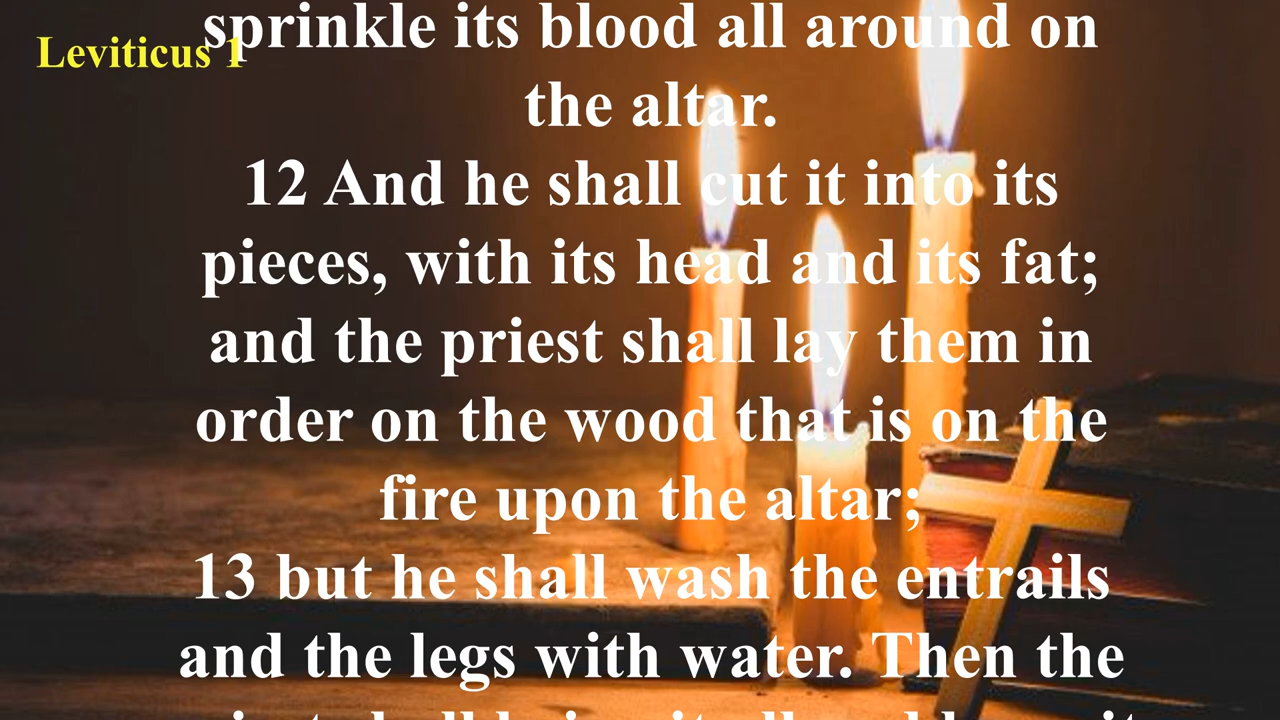 Leviticus 1
sprinkle its blood all around on
the altar.
12 And he shall cut it into its
pieces, with its head and its fat;
and the priest shall lay them in
order on the wood that is on the
fire upon the altar;
13 but he shall wash the entrails
and the legs with water. Then the